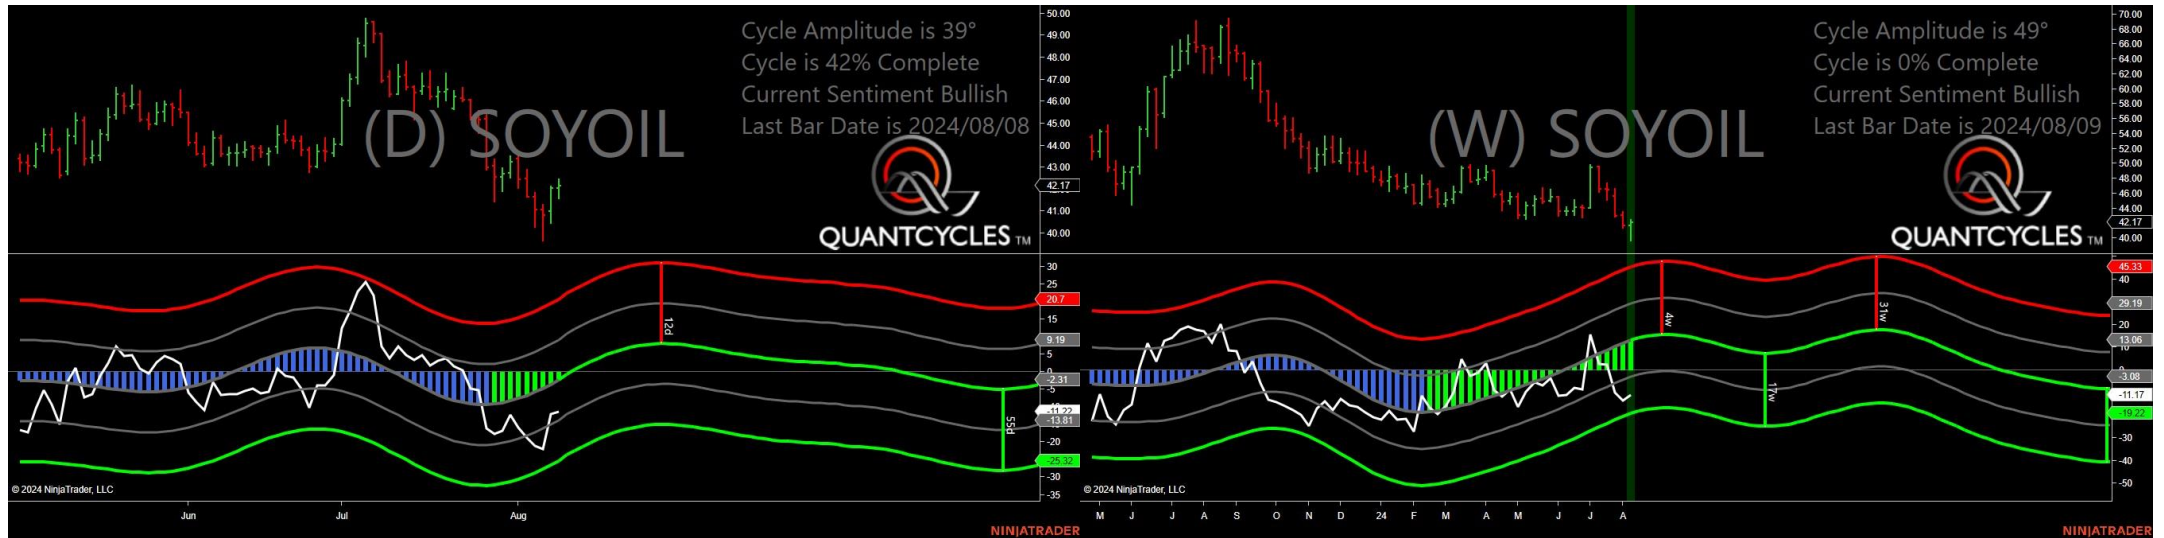 Cycle Amplitude is 39°
Cycle is 42% Complete
Current Sentiment Bullish
Last Bar Date is 2024/08/08
(D) SOYOIL
QUANTCYCLES TM
50.00
49.00
48.00
47.00
46.00
45.00
44.00
43.00
42.17
41.00
40.00
30
25
20.7
15
9.19
5
0
-2.31
-5
-11.22
-13.81
-20
-25.32
-30
-35
12d
55d
© 2024 NinjaTrader, LLC
Jun
Jul
Aug
NINJATRADER
Cycle Amplitude is 49°
Cycle is 0% Complete
Current Sentiment Bullish
Last Bar Date is 2024/08/09
(W) SOYOIL
QUANTCYCLES TM
70.00
68.00
66.00
64.00
62.00
60.00
58.00
56.00
54.00
52.00
50.00
48.00
46.00
44.00
42.17
40.00
45.33
40
29.19
20
13.06
-3.08
-11.17
-19.22
-30
-40
-50
4w
17w
31w
© 2024 NinjaTrader, LLC
M J J A S O N D 24 F M A M J J A
NINJATRADER